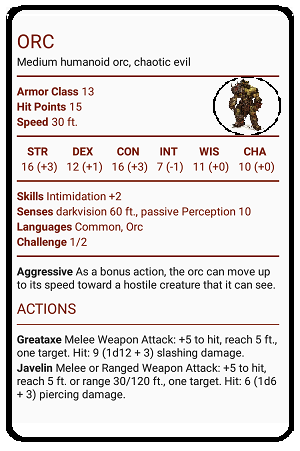 ORC
Medium humanoid orc, chaotic evil
Armor Class 13
Hit Points 15
Speed 30 ft.
STR DEX CON INT WIS CHA
16 (+3) 12 (+1) 16 (+3) 7 (-1) 11 (+0) 10 (+0)
Skills Intimidation +2
Senses darkvision 60 ft., passive Perception 10
Languages Common, Orc
Challenge 1/2
Aggressive As a bonus action, the orc can move up
to its speed toward a hostile creature that it can see.
ACTIONS
Greataxe Melee Weapon Attack: +5 to hit, reach 5 ft.,
one target. Hit: 9 (1d12 + 3) slashing damage.
Javelin Melee or Ranged Weapon Attack: +5 to hit,
reach 5 ft. or range 30/120 ft., one target. Hit: 6 (1d6
+ 3) piercing damage.